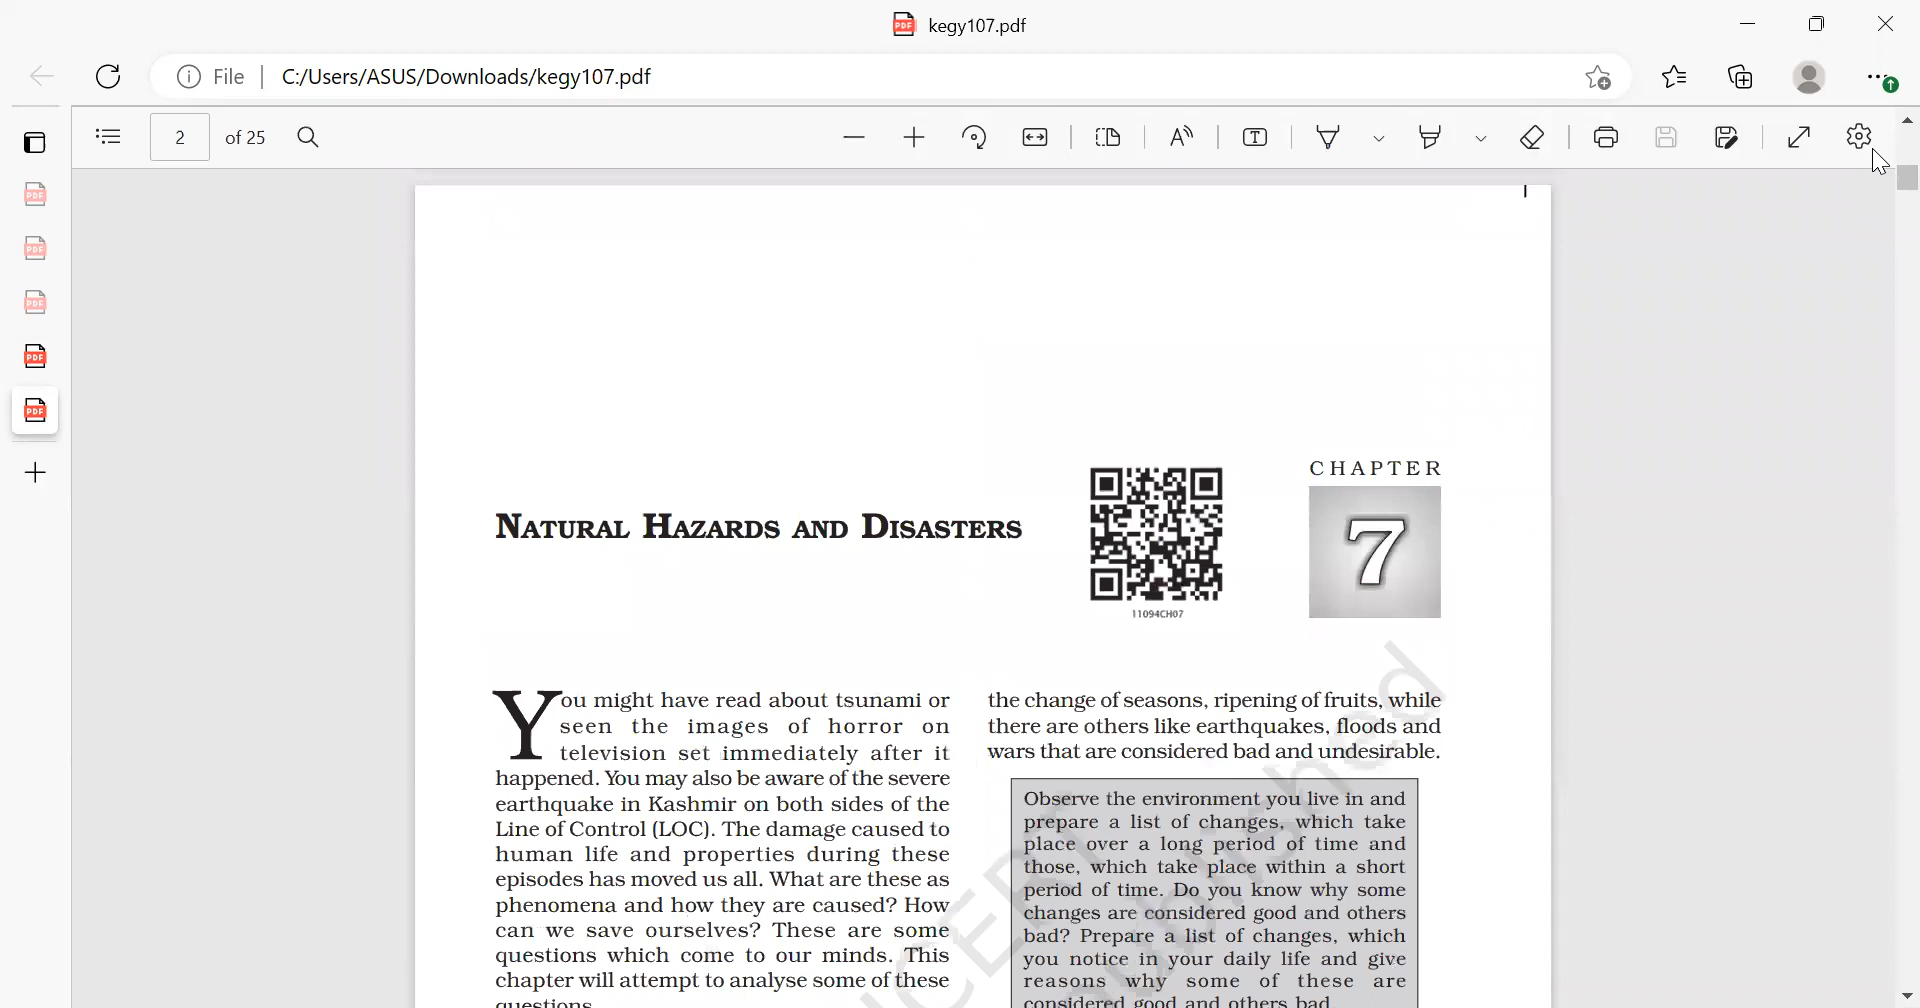 kegy107.pdf
File C:/Users/ASUS/Downloads/kegy107.pdf
2 of 25
CHAPTER
7
NATURAL HAZARDS AND DISASTERS
11094CH07
You might have read about tsunami or
seen the images of horror on
television set immediately after it
happened. You may also be aware of the severe
earthquake in Kashmir on both sides of the
Line of Control (LOC). The damage caused to
human life and properties during these
episodes has moved us all. What are these as
phenomena and how they are caused? How
can we save ourselves? These are some
questions which come to our minds. This
chapter will attempt to analyse some of these
questions.
the change of seasons, ripening of fruits, while
there are others like earthquakes, floods and
wars that are considered bad and undesirable.
Observe the environment you live in and
prepare a list of changes, which take
place over a long period of time and
those, which take place within a short
period of time. Do you know why some
changes are considered good and others
bad? Prepare a list of changes, which
you notice in your daily life and give
reasons why some of these are
considered good and others bad.